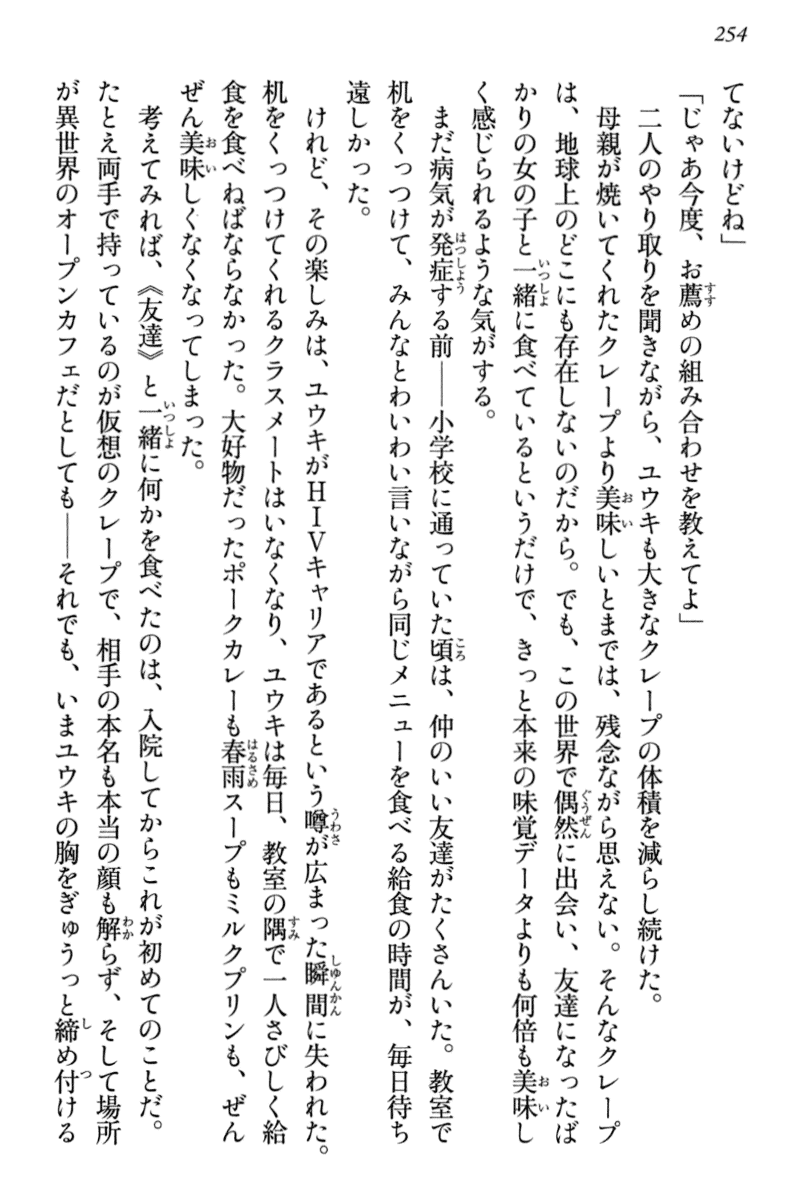 254
てないけどね」
「じゃあ今度、お薦めの組み合わせを教えてよ」
二人のやり取りを聞きながら、ユウキも大きなクレープの体積を減らし続けた。
母親が焼いてくれたクレープより美味しいとまでは、残念ながら思えない。そんなクレープ
は、地球上のどこにも存在しないのだから。でも、この世界で偶然に出会い、友達になったば
かりの女の子と一緒に食べているというだけで、きっと本来の味覚データよりも何倍も美味し
く感じられるような気がする。
まだ病気が発症する前――小学校に通っていた頃は、仲のいい友達がたくさんいた。教室で
机をくっつけて、みんなとわいわい言いながら同じメニューを食べる給食の時間が、毎日待ち
遠しかった。
けれど、その楽しみは、ユウキがHIVキャリアであるという噂が広まった瞬間に失われた。
机をくっつけてくれるクラスメートはいなくなり、ユウキは毎日、教室の隅で一人さびしく給
食を食べねばならなかった。大好物だったポークカレーも春雨スープもミルクプリンも、ぜん
ぜん美味しくなくなってしまった。
考えてみれば、《友達》と一緒に何かを食べたのは、入院してからこれが初めてのことだ。
たとえ両手で持っているのが仮想のクレープで、相手の本名も本当の顔も解らず、そして場所
が異世界のオープンカフェだとしても――それでも、いまユウキの胸をぎゅうっと締め付ける